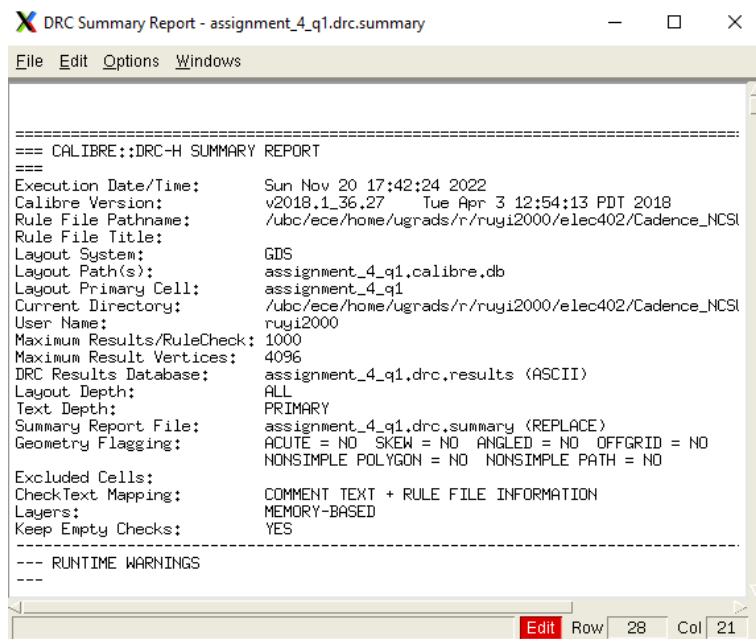 DRC Summary Report - assignment_4_q1.drc.summary
File Edit Options Windows
==================================================================================
=== CALIBRE::DRC-H SUMMARY REPORT
===
Execution Date/Time: Sun Nov 20 17:42:24 2022
Calibre Version: v2018.1_36.27 Tue Apr 3 12:54:13 PDT 2018
Rule File Pathname: /ubc/ece/home/ugrads/r/ruyi2000/elec402/Cadence_NCSU
Rule File Title:
Layout System: GDS
Layout Path(s): assignment_4_q1.calibre.db
Layout Primary Cell: assignment_4_q1
Current Directory: /ubc/ece/home/ugrads/r/ruyi2000/elec402/Cadence_NCSU
User Name: ruyi2000
Maximum Results/RuleCheck: 1000
Maximum Result Vertices: 4096
DRC Results Database: assignment_4_q1.drc.results (ASCII)
Layout Depth: ALL
Text Depth: PRIMARY
Summary Report File: assignment_4_q1.drc.summary (REPLACE)
Geometry Flagging: ACUTE = NO SKEW = NO ANGLED = NO OFFGRID = NO
NONSIMPLE POLYGON = NO NONSIMPLE PATH = NO
Excluded Cells:
CheckText Mapping: COMMENT TEXT + RULE FILE INFORMATION
Layers: MEMORY-BASED
Keep Empty Checks: YES
----------------------------------------------------------------------------------
--- RUNTIME WARNINGS
---
Edit Row 28 Col 21